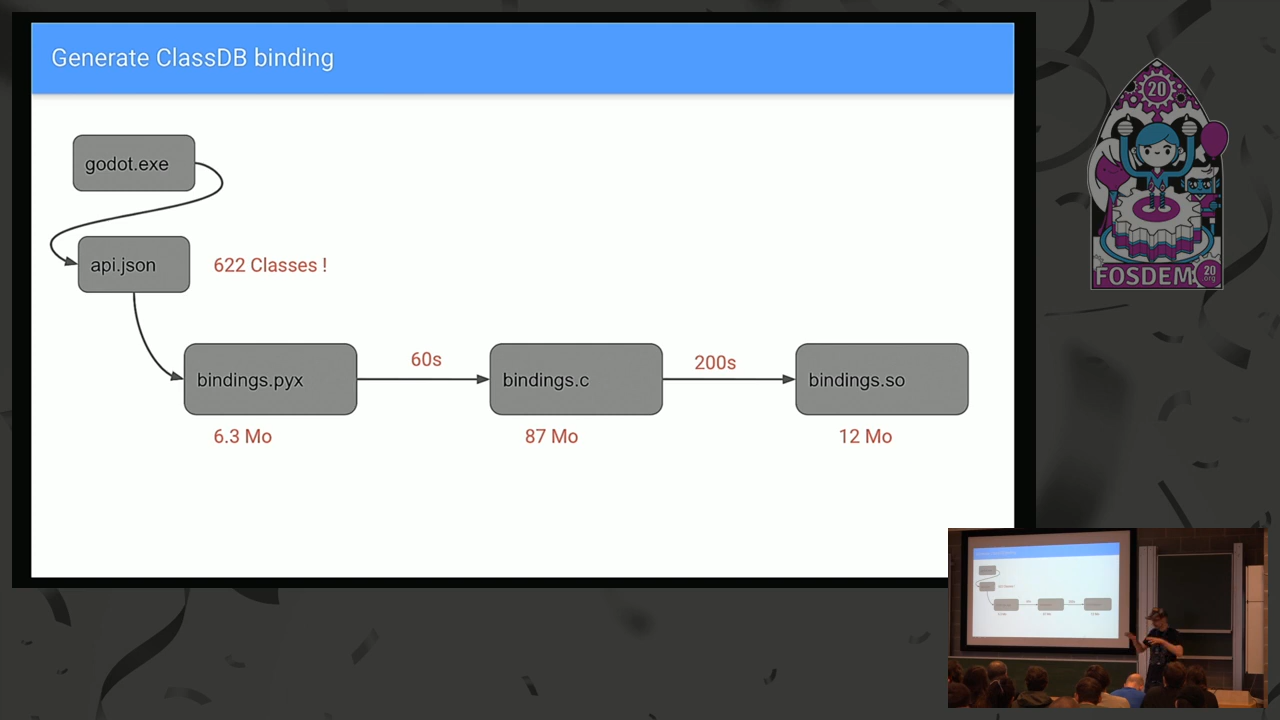 Generate ClassDB binding
godot.exe
api.json
622 Classes !
bindings.pyx
60s
bindings.c
200s
bindings.so
6.3 Mo
87 Mo
12 Mo
20
FOSDEM
20
.org